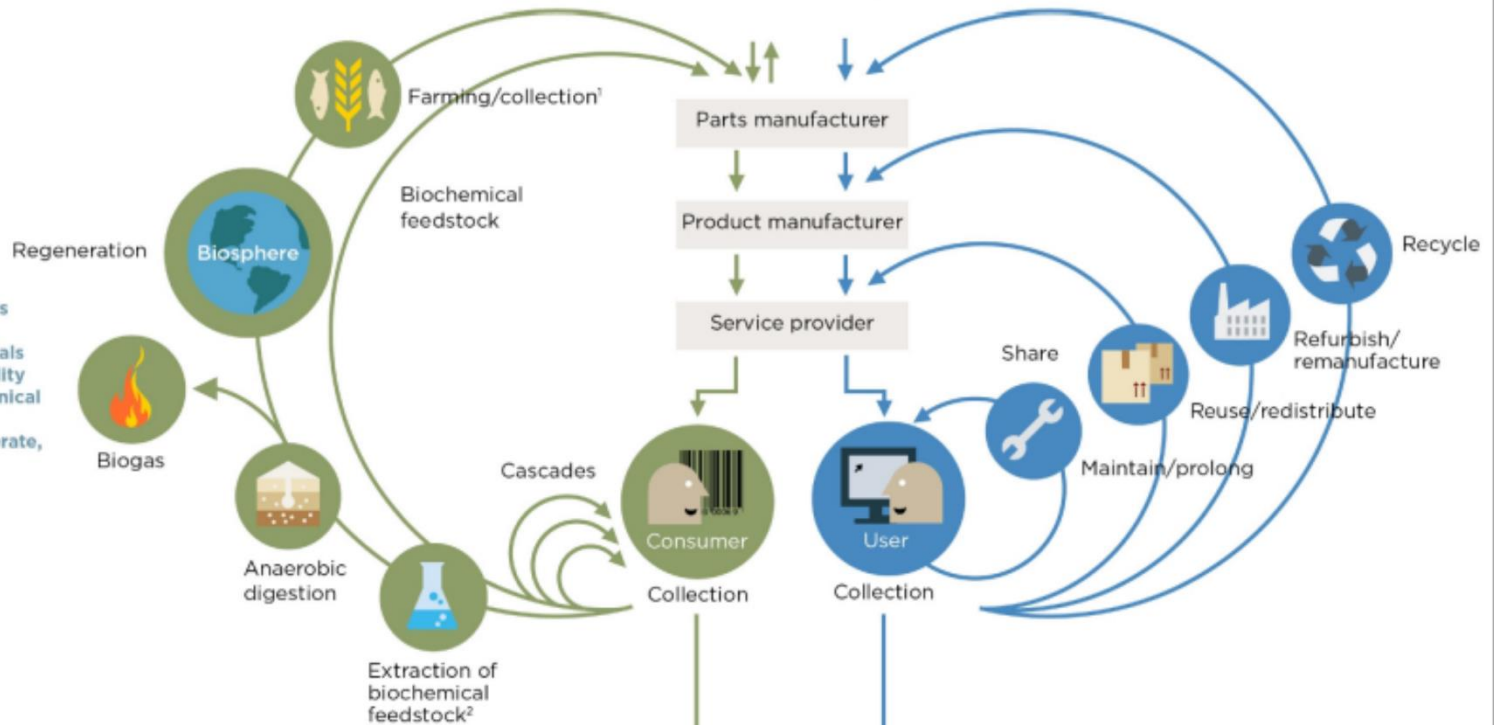 Farming/collection¹
Parts manufacturer
Biochemical
feedstock
Product manufacturer
Regeneration
Biosphere
Recycle
Service provider
Share
Refurbish/
remanufacture
Reuse/redistribute
Biogas
Cascades
Maintain/prolong
Consumer
User
Anaerobic
digestion
Collection
Collection
Extraction of
biochemical
feedstock²